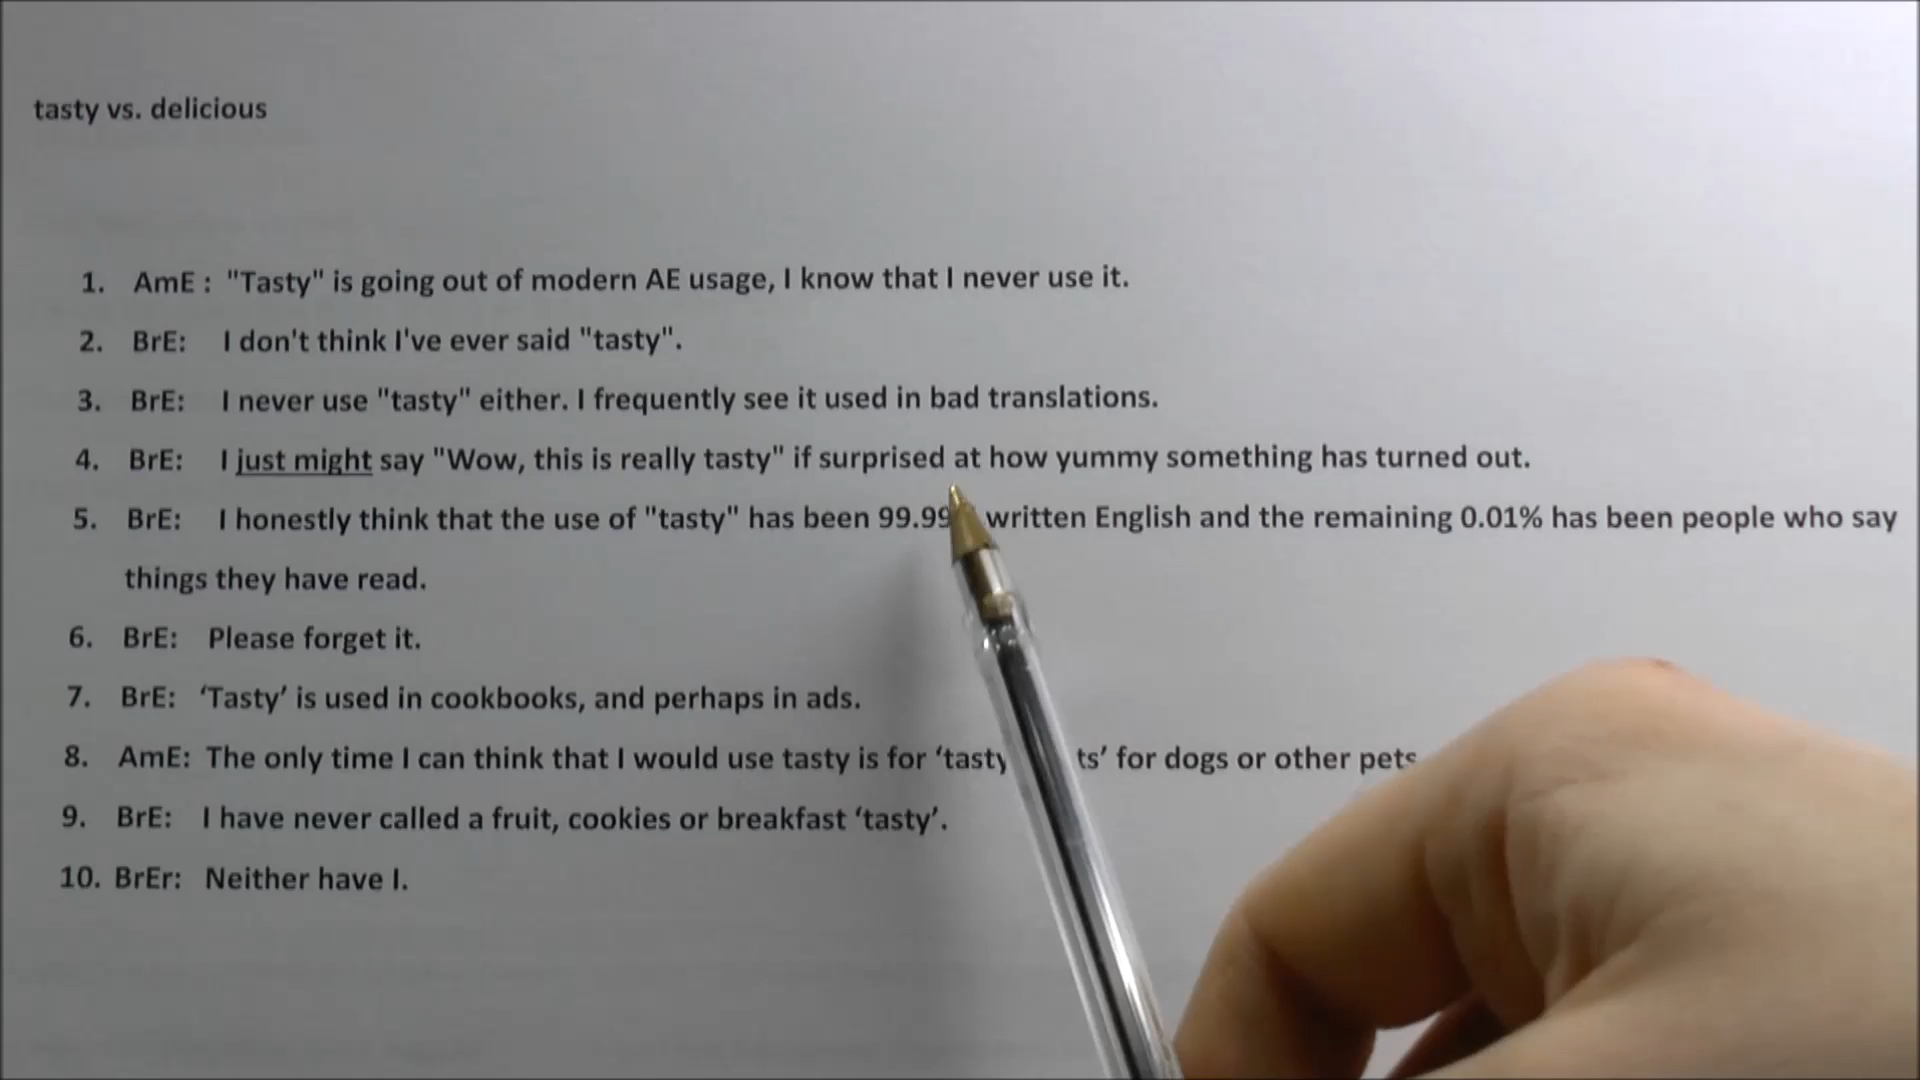 tasty vs. delicious
1. AmE : "Tasty" is going out of modern AE usage, I know that I never use it.
2. BrE: I don't think I've ever said "tasty".
3. BrE: I never use "tasty" either. I frequently see it used in bad translations.
4. BrE: I just might say "Wow, this is really tasty" if surprised at how yummy something has turned out.
5. BrE: I honestly think that the use of "tasty" has been 99.99 written English and the remaining 0.01% has been people who say
things they have read.
6. BrE: Please forget it.
7. BrE: ‘Tasty’ is used in cookbooks, and perhaps in ads.
8. AmE: The only time I can think that I would use tasty is for ‘tasty ts’ for dogs or other pets
9. BrE: I have never called a fruit, cookies or breakfast ‘tasty’.
10. BrEr: Neither have I.